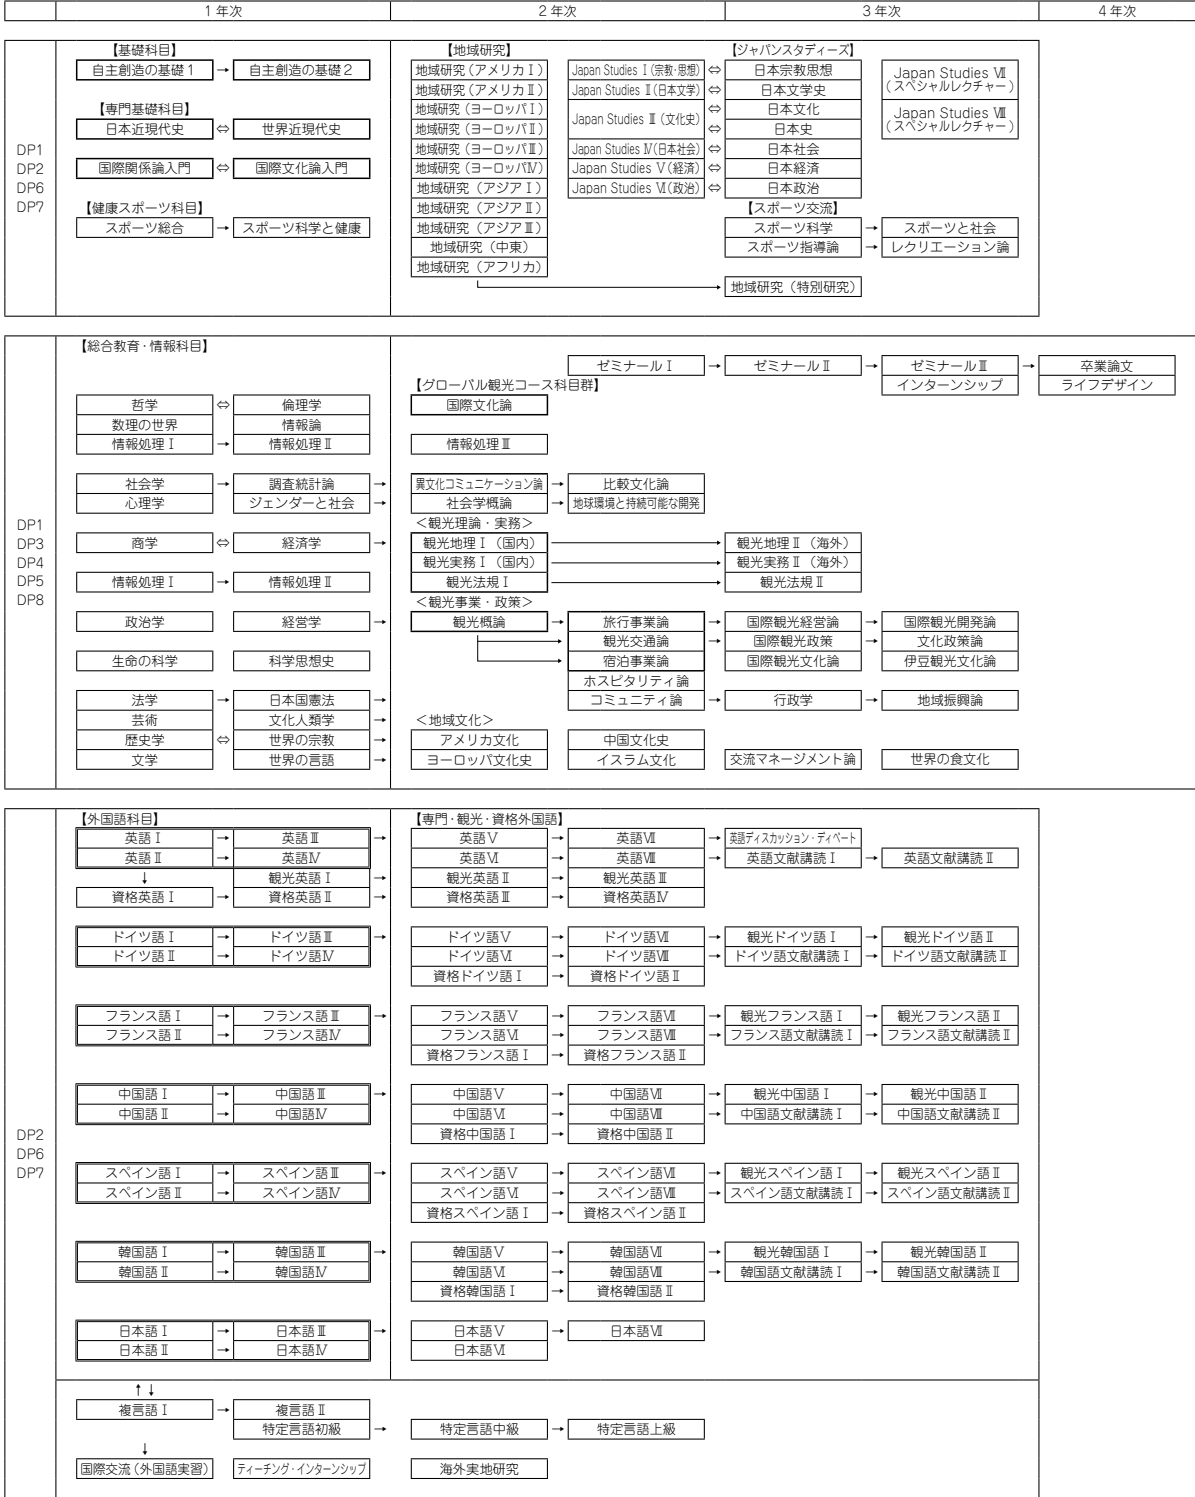 1年次 2年次 3年次 4年次
【基礎科目】 【地域研究】 【ジャパンスタディーズ】
自主創造の基礎1 → 自主創造の基礎2 地域研究（アメリカⅠ） Japan Studies Ⅰ（宗教・思想） ⇔ 日本宗教思想 Japan Studies Ⅶ
（スペシャルレクチャー）
地域研究（アメリカⅡ） Japan Studies Ⅱ（日本文学） ⇔ 日本文学史
【専門基礎科目】 地域研究（ヨーロッパⅠ） Japan Studies Ⅲ（文化史） ⇔ 日本文化 Japan Studies Ⅷ
（スペシャルレクチャー）
日本近現代史 ⇔ 世界近現代史 地域研究（ヨーロッパⅡ） ⇔ 日本史
DP1
地域研究（ヨーロッパⅢ） Japan Studies Ⅳ（日本社会） ⇔ 日本社会
DP2 国際関係論入門 ⇔ 国際文化論入門 地域研究（ヨーロッパⅣ） Japan Studies Ⅴ（経済） ⇔ 日本経済
DP6 地域研究（アジアⅠ） Japan Studies Ⅵ（政治） ⇔ 日本政治
DP7 【健康スポーツ科目】 地域研究（アジアⅡ） 【スポーツ交流】
スポーツ総合 → スポーツ科学と健康 地域研究（アジアⅢ） スポーツ科学 → スポーツと社会
地域研究（中東） スポーツ指導論 → レクリエーション論
地域研究（アフリカ）
→ 地域研究（特別研究）
【総合教育・情報科目】
ゼミナールⅠ → ゼミナールⅡ → ゼミナールⅢ → 卒業論文
【グローバル観光コース科目群】 インターンシップ ライフデザイン
哲学 ⇔ 倫理学 国際文化論
数理の世界 情報論
情報処理Ⅰ → 情報処理Ⅱ 情報処理Ⅲ
社会学 → 調査統計論 → 異文化コミュニケーション論 → 比較文化論
心理学 ジェンダーと社会 → 社会学概論 → 地球環境と持続可能な開発
DP1 ＜観光理論・実務＞
DP3 商学 ⇔ 経済学 → 観光地理Ⅰ（国内） → 観光地理Ⅱ（海外）
DP4 観光実務Ⅰ（国内） → 観光実務Ⅱ（海外）
DP5 情報処理Ⅰ → 情報処理Ⅱ 観光法規Ⅰ → 観光法規Ⅱ
DP8 ＜観光事業・政策＞
政治学 経営学 → 観光概論 → 旅行事業論 国際観光経営論 → 国際観光開発論
→ 観光交通論 → 国際観光政策 → 文化政策論
生命の科学 科学思想史 → 宿泊事業論 国際観光文化論 伊豆観光文化論
ホスピタリティ論
法学 → 日本国憲法 → コミュニティ論 → 行政学 → 地域振興論
芸術 文化人類学 → ＜地域文化＞
歴史学 ⇔ 世界の宗教 → アメリカ文化 中国文化史
文学 世界の言語 → ヨーロッパ文化史 イスラム文化 交流マネージメント論 世界の食文化
【外国語科目】 【専門・観光・資格外国語】
英語Ⅰ → 英語Ⅲ → 英語Ⅴ → 英語Ⅶ → 英語ディスカッション・ディベート
英語Ⅱ → 英語Ⅳ 英語Ⅵ → 英語Ⅷ → 英語文献講読Ⅰ → 英語文献講読Ⅱ
↓ 観光英語Ⅰ → 観光英語Ⅱ → 観光英語Ⅲ
資格英語Ⅰ → 資格英語Ⅱ → 資格英語Ⅲ → 資格英語Ⅳ
ドイツ語Ⅰ → ドイツ語Ⅲ → ドイツ語Ⅴ → ドイツ語Ⅶ → 観光ドイツ語Ⅰ → 観光ドイツ語Ⅱ
ドイツ語Ⅱ → ドイツ語Ⅳ ドイツ語Ⅵ → ドイツ語Ⅷ → ドイツ語文献講読Ⅰ → ドイツ語文献講読Ⅱ
資格ドイツ語Ⅰ → 資格ドイツ語Ⅱ
フランス語Ⅰ → フランス語Ⅲ → フランス語Ⅴ → フランス語Ⅶ → 観光フランス語Ⅰ → 観光フランス語Ⅱ
フランス語Ⅱ → フランス語Ⅳ フランス語Ⅵ → フランス語Ⅷ → フランス語文献講読Ⅰ → フランス語文献講読Ⅱ
資格フランス語Ⅰ → 資格フランス語Ⅱ
中国語Ⅰ → 中国語Ⅲ → 中国語Ⅴ → 中国語Ⅶ → 観光中国語Ⅰ → 観光中国語Ⅱ
中国語Ⅱ → 中国語Ⅳ 中国語Ⅵ → 中国語Ⅷ → 中国語文献講読Ⅰ → 中国語文献講読Ⅱ
DP2 資格中国語Ⅰ → 資格中国語Ⅱ
DP6
DP7 スペイン語Ⅰ → スペイン語Ⅲ → スペイン語Ⅴ → スペイン語Ⅶ → 観光スペイン語Ⅰ → 観光スペイン語Ⅱ
スペイン語Ⅱ → スペイン語Ⅳ スペイン語Ⅵ → スペイン語Ⅷ → スペイン語文献講読Ⅰ → スペイン語文献講読Ⅱ
資格スペイン語Ⅰ → 資格スペイン語Ⅱ
韓国語Ⅰ → 韓国語Ⅲ → 韓国語Ⅴ → 韓国語Ⅶ → 観光韓国語Ⅰ → 観光韓国語Ⅱ
韓国語Ⅱ → 韓国語Ⅳ 韓国語Ⅵ → 韓国語Ⅷ → 韓国語文献講読Ⅰ → 韓国語文献講読Ⅱ
資格韓国語Ⅰ → 資格韓国語Ⅱ
日本語Ⅰ → 日本語Ⅲ → 日本語Ⅴ → 日本語Ⅶ
日本語Ⅱ → 日本語Ⅳ 日本語Ⅵ
↑↓
複言語Ⅰ → 複言語Ⅱ
特定言語初級 → 特定言語中級 → 特定言語上級
↓
国際交流（外国語実習） ティーチング・インターンシップ 海外実地研究